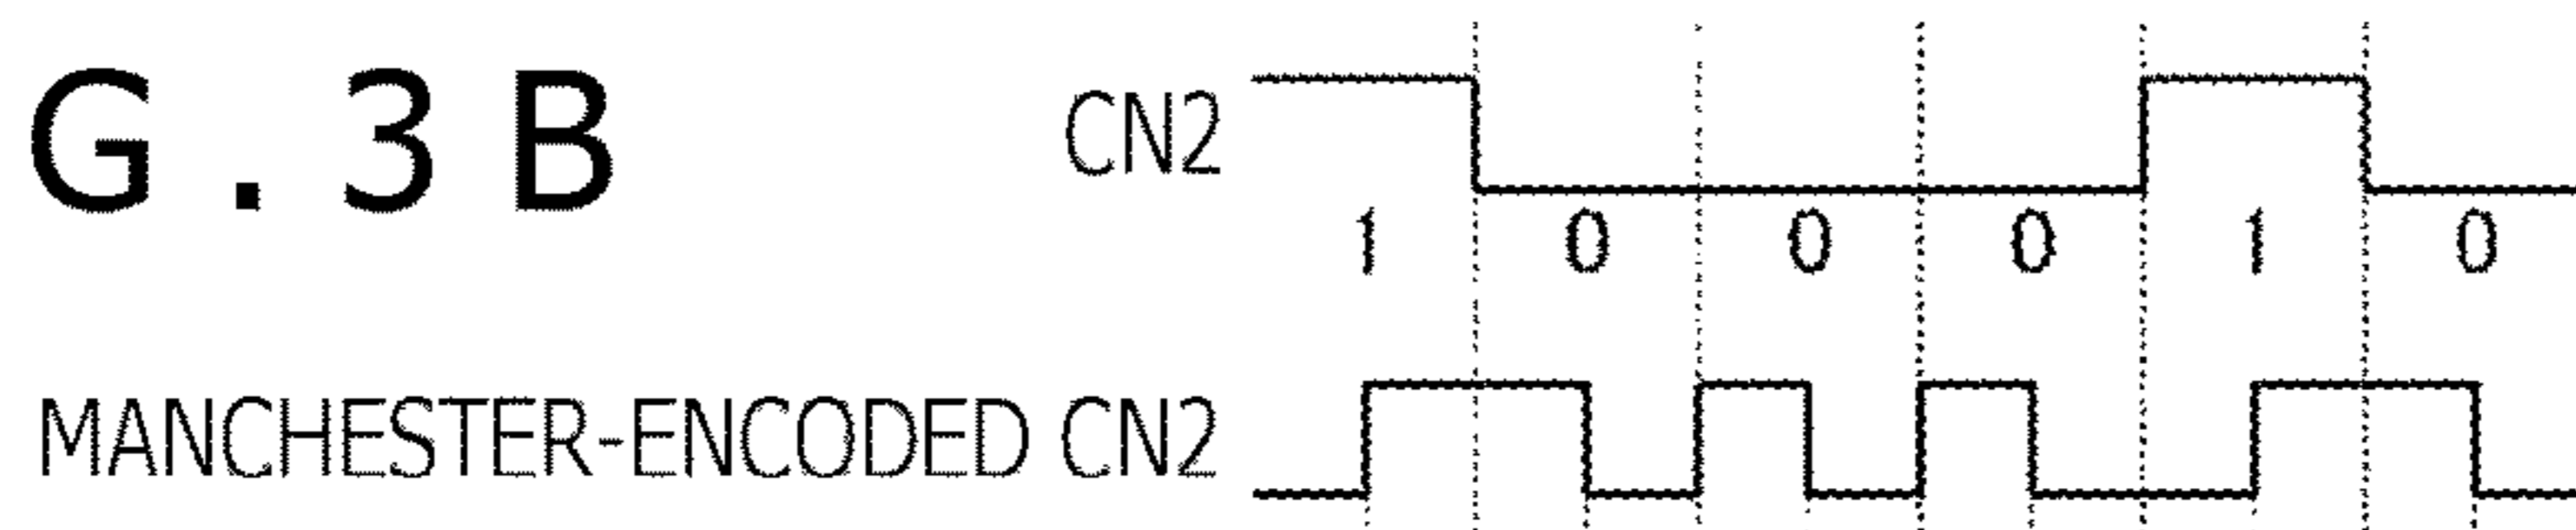 G.3B
CN2
1 0 0 0 1 0
MANCHESTER-ENCODED CN2